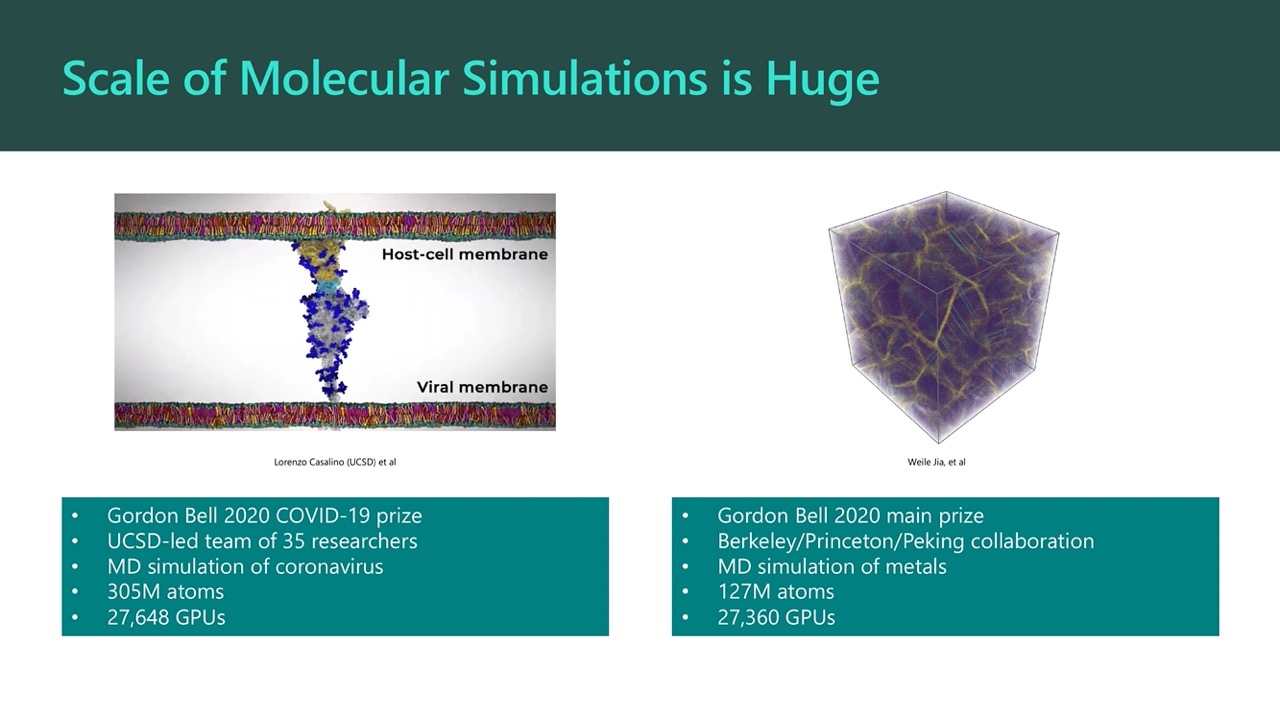 Scale of Molecular Simulations is Huge
Host-cell membrane
Viral membrane
Lorenzo Casalino (UCSD) et al
• Gordon Bell 2020 COVID-19 prize
• UCSD-led team of 35 researchers
• MD simulation of coronavirus
• 305M atoms
• 27,648 GPUs
Weile Jia, et al
• Gordon Bell 2020 main prize
• Berkeley/Princeton/Peking collaboration
• MD simulation of metals
• 127M atoms
• 27,360 GPUs